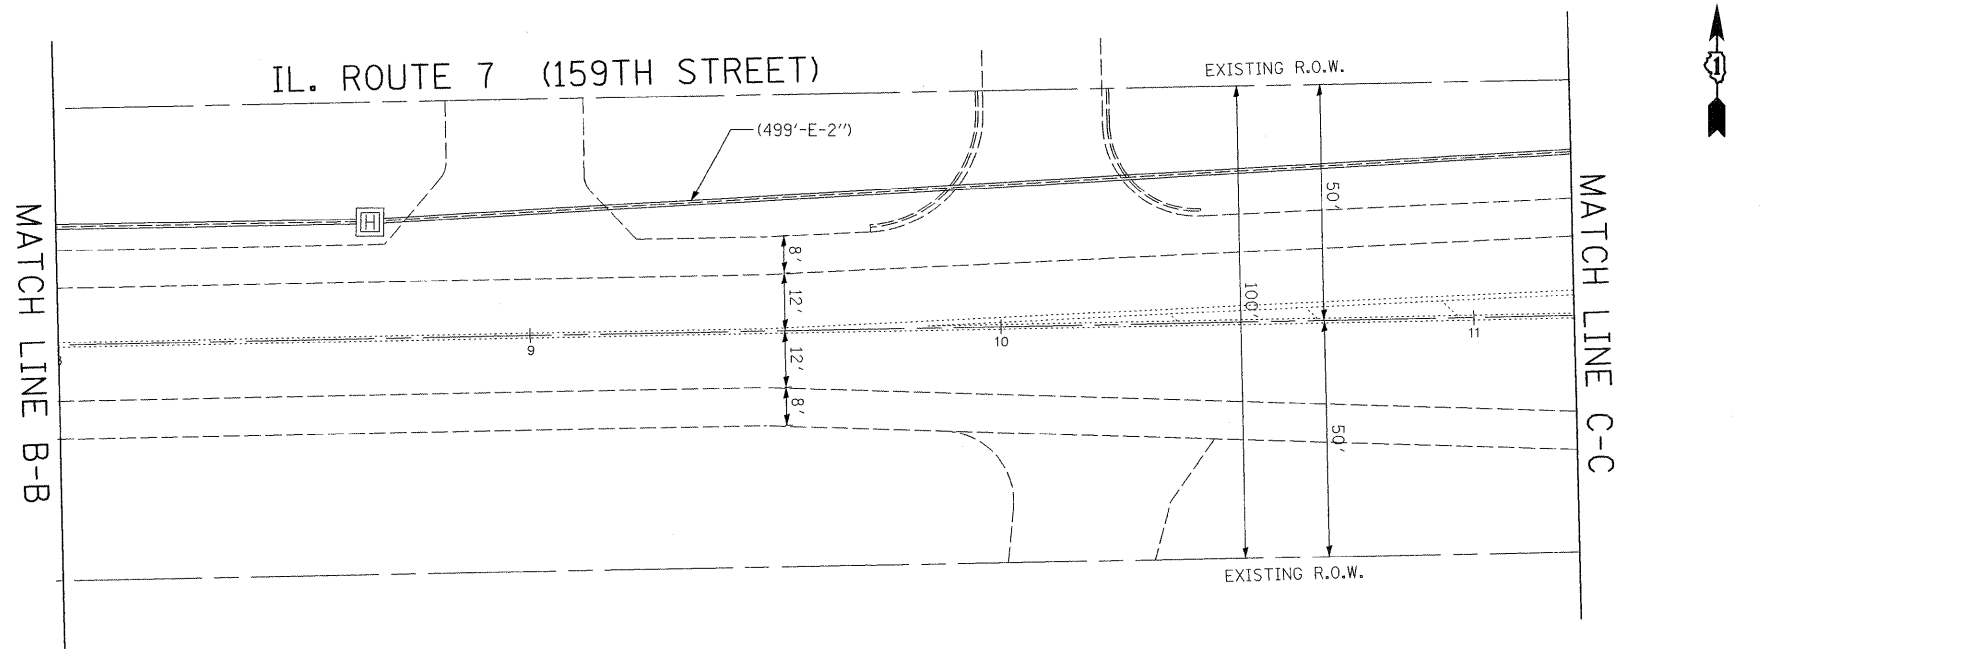 IL. ROUTE 7 (159TH STREET)
EXISTING R.O.W.
1
(499'-E-2")
MATCH LINE B-B
H
8'
12'
12'
8'
50'
100'
50'
9
10
11
MATCH LINE C-C
EXISTING R.O.W.